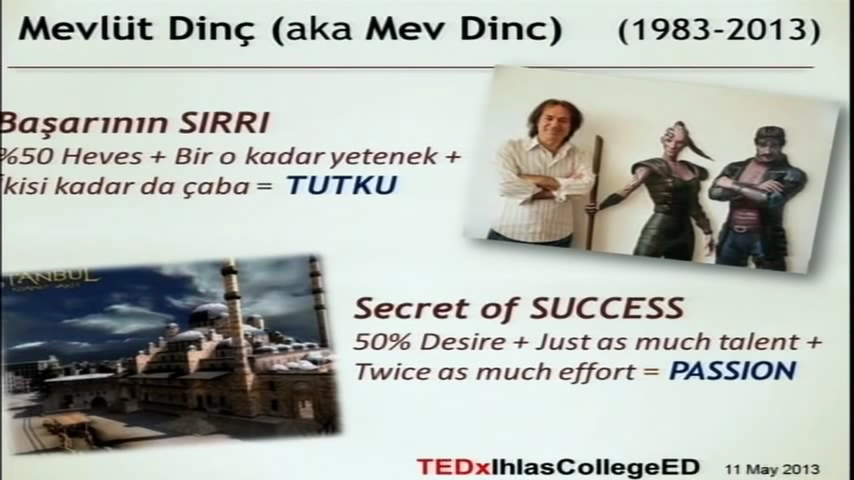 Mevlüt Dinç (aka Mev Dinc) (1983-2013)
Başarının SIRRI
%50 Heves + Bir o kadar yetenek +
İkisi kadar da çaba = TUTKU
Secret of SUCCESS
50% Desire + Just as much talent +
Twice as much effort = PASSION
TEDxIhlasCollegeED 11 May 2013